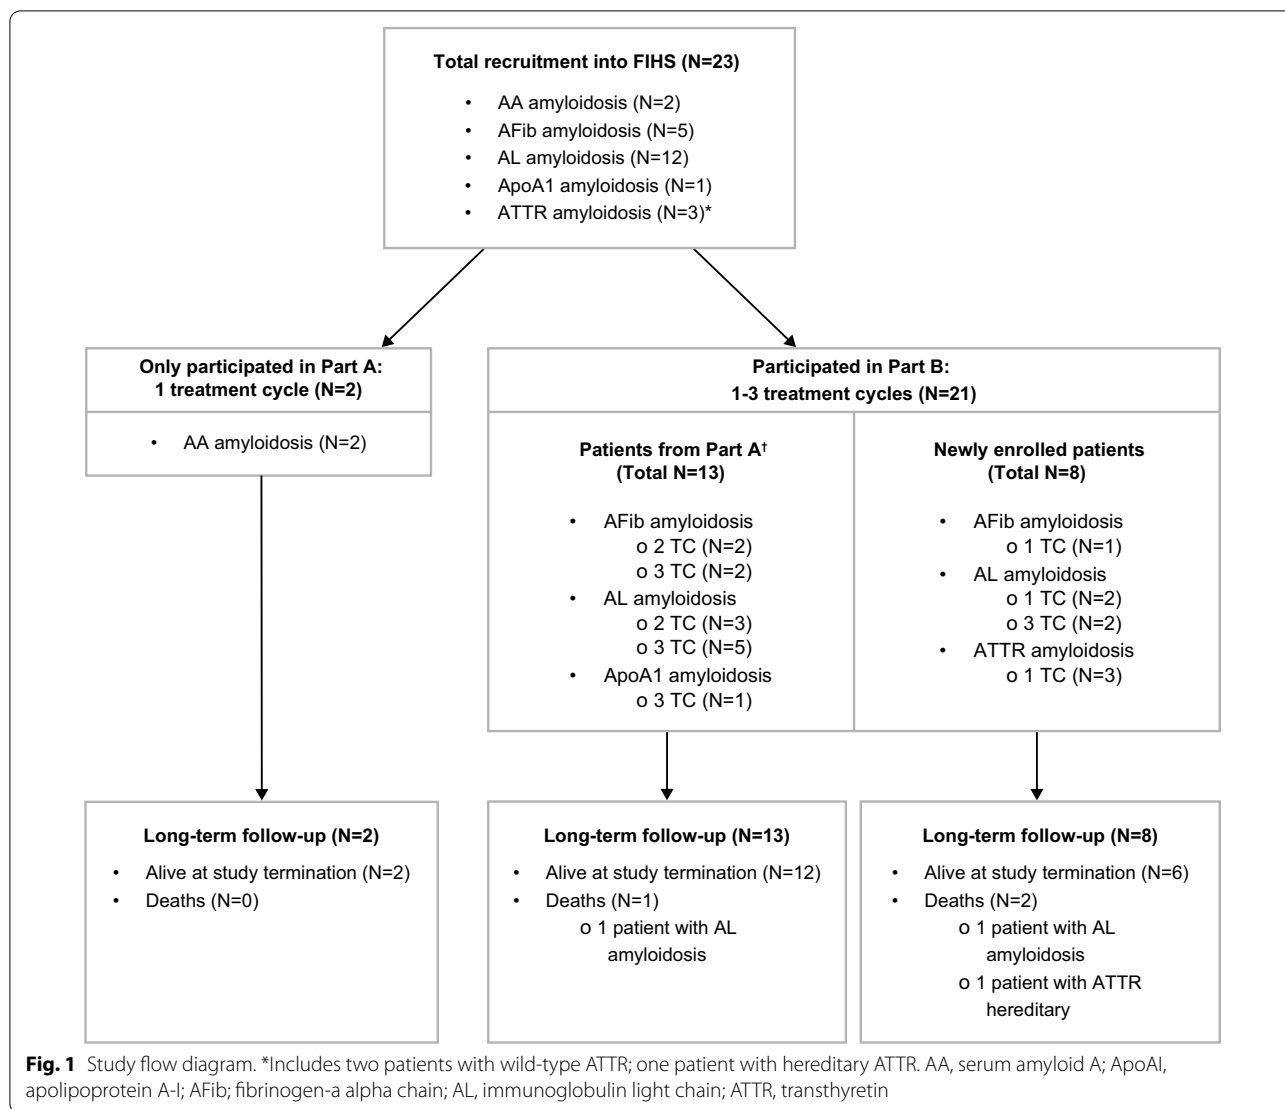 Total recruitment into FIHS (N=23)
• AA amyloidosis (N=2)
• AFib amyloidosis (N=5)
• AL amyloidosis (N=12)
• ApoA1 amyloidosis (N=1)
• ATTR amyloidosis (N=3)*
Only participated in Part A:
1 treatment cycle (N=2)
• AA amyloidosis (N=2)
Participated in Part B:
1-3 treatment cycles (N=21)
Patients from Part A†
(Total N=13)
• AFib amyloidosis
o 2 TC (N=2)
o 3 TC (N=2)
• AL amyloidosis
o 2 TC (N=3)
o 3 TC (N=5)
• ApoA1 amyloidosis
o 3 TC (N=1)
Newly enrolled patients
(Total N=8)
• AFib amyloidosis
o 1 TC (N=1)
• AL amyloidosis
o 1 TC (N=2)
o 3 TC (N=2)
• ATTR amyloidosis
o 1 TC (N=3)
Long-term follow-up (N=2)
• Alive at study termination (N=2)
• Deaths (N=0)
Long-term follow-up (N=13)
• Alive at study termination (N=12)
• Deaths (N=1)
o 1 patient with AL
amyloidosis
Long-term follow-up (N=8)
• Alive at study termination (N=6)
• Deaths (N=2)
o 1 patient with AL
amyloidosis
o 1 patient with ATTR
hereditary
Fig. 1 Study flow diagram. *Includes two patients with wild-type ATTR; one patient with hereditary ATTR. AA, serum amyloid A; ApoAI,
apolipoprotein A-I; AFib; fibrinogen-a alpha chain; AL, immunoglobulin light chain; ATTR, transthyretin